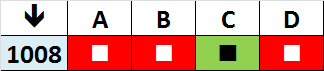 🡻 A B C D
1008 ■ ■ ■ ■